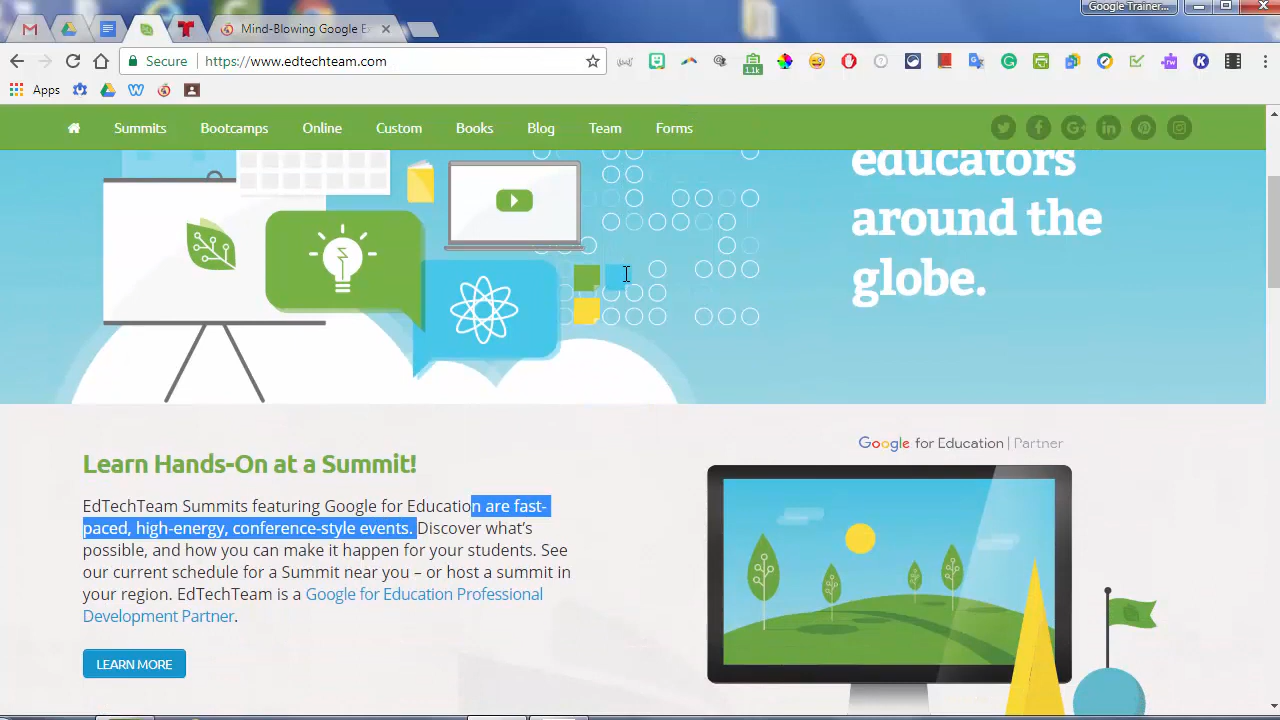 Google Trainer...
Mind-Blowing Google E
Secure https://www.edtechteam.com
1.1k
Apps
Summits Bootcamps Online Custom Books Blog Team Forms
educators
around the
globe.
Google for Education | Partner
Learn Hands-On at a Summit!
EdTechTeam Summits featuring Google for Education are fast-
paced, high-energy, conference-style events. Discover what's
possible, and how you can make it happen for your students. See
our current schedule for a Summit near you – or host a summit in
your region. EdTechTeam is a Google for Education Professional
Development Partner.
LEARN MORE